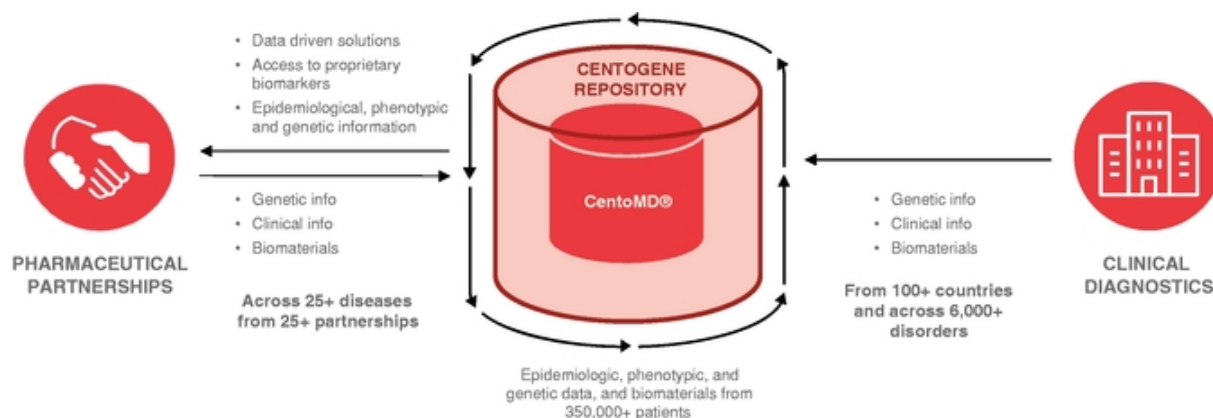 • Data driven solutions
• Access to proprietary
biomarkers
• Epidemiological, phenotypic
and genetic information
• Genetic info
• Clinical info
• Biomaterials
PHARMACEUTICAL
PARTNERSHIPS
Across 25+ diseases
from 25+ partnerships
CENTOGENE
REPOSITORY
CentoMD®
Epidemiologic, phenotypic, and
genetic data, and biomaterials from
350,000+ patients
• Genetic info
• Clinical info
• Biomaterials
From 100+ countries
and across 6,000+
disorders
CLINICAL
DIAGNOSTICS